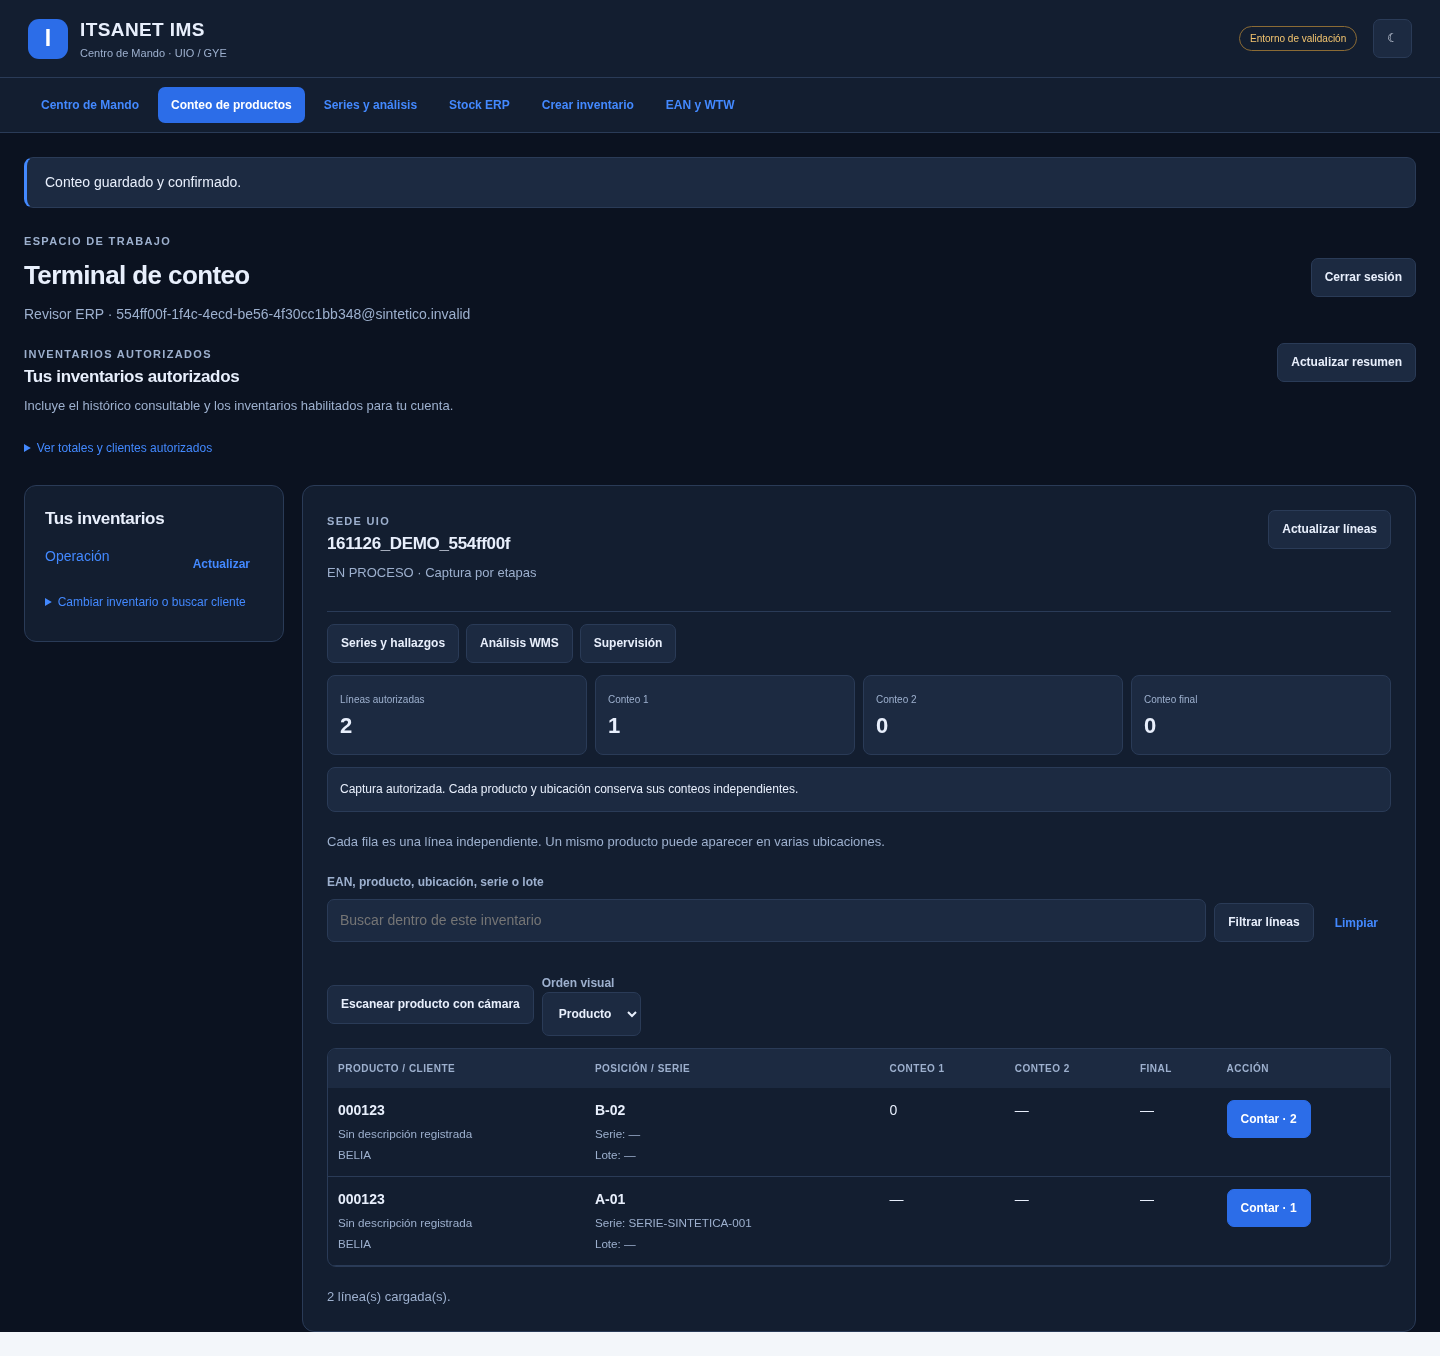 I
ITSANET IMS
Centro de Mando · UIO / GYE
Entorno de validación
☾
Centro de Mando
Conteo de productos
Series y análisis
Stock ERP
Crear inventario
EAN y WTW
Conteo guardado y confirmado.
ESPACIO DE TRABAJO
Terminal de conteo
Cerrar sesión
Revisor ERP · 554ff00f-1f4c-4ecd-be56-4f30cc1bb348@sintetico.invalid
INVENTARIOS AUTORIZADOS
Tus inventarios autorizados
Actualizar resumen
Incluye el histórico consultable y los inventarios habilitados para tu cuenta.
Ver totales y clientes autorizados
Tus inventarios
Operación
Actualizar
Cambiar inventario o buscar cliente
SEDE UIO
161126_DEMO_554ff00f
EN PROCESO · Captura por etapas
Actualizar líneas
Series y hallazgos
Análisis WMS
Supervisión
Líneas autorizadas
2
Conteo 1
1
Conteo 2
0
Conteo final
0
Captura autorizada. Cada producto y ubicación conserva sus conteos independientes.
Cada fila es una línea independiente. Un mismo producto puede aparecer en varias ubicaciones.
EAN, producto, ubicación, serie o lote
Buscar dentro de este inventario
Filtrar líneas
Limpiar
Escanear producto con cámara
Orden visual
Producto
PRODUCTO / CLIENTE POSICIÓN / SERIE CONTEO 1 CONTEO 2 FINAL ACCIÓN
000123 B-02 0 — — Contar · 2
Sin descripción registrada Serie: —
BELIA Lote: —
000123 A-01 — — — Contar · 1
Sin descripción registrada Serie: SERIE-SINTETICA-001
BELIA Lote: —
2 línea(s) cargada(s).